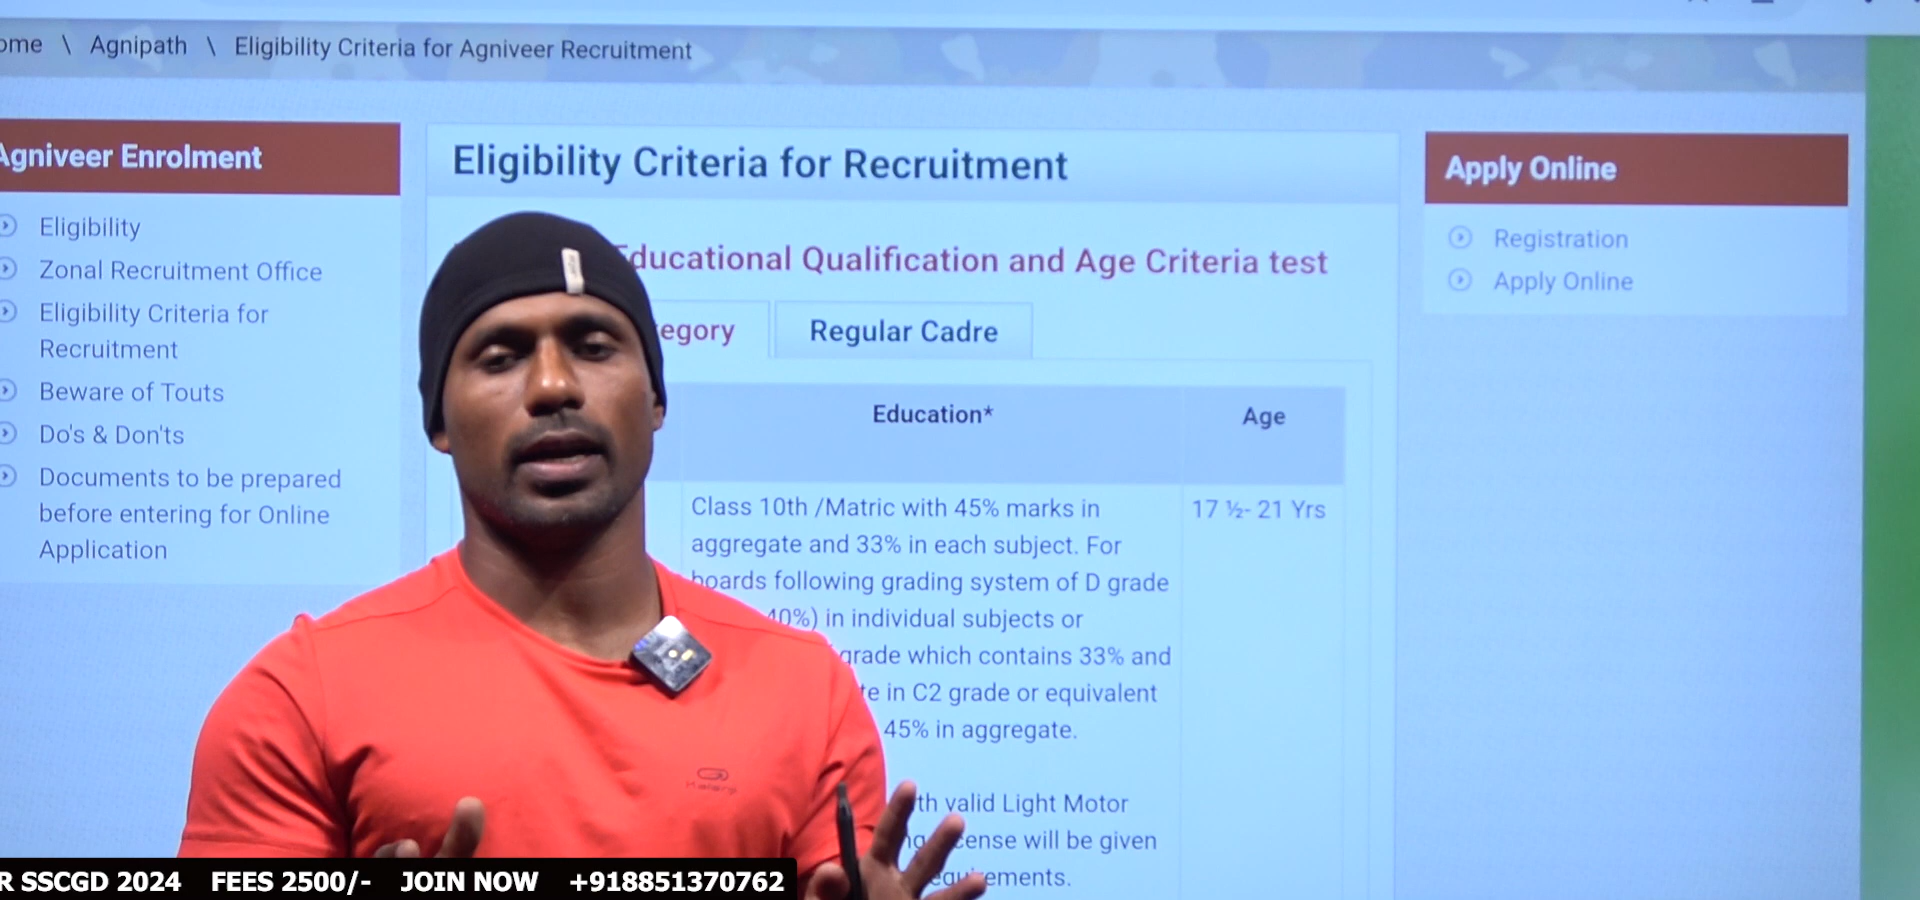 ome \ Agnipath \ Eligibility Criteria for Agniveer Recruitment
Agniveer Enrolment
Eligibility
Zonal Recruitment Office
Eligibility Criteria for
Recruitment
Beware of Touts
Do's & Don'ts
Documents to be prepared
before entering for Online
Application
Eligibility Criteria for Recruitment
Educational Qualification and Age Criteria test
egory
Regular Cadre
Education*
Age
Class 10th /Matric with 45% marks in
aggregate and 33% in each subject. For
boards following grading system of D grade
40%) in individual subjects or
grade which contains 33% and
te in C2 grade or equivalent
45% in aggregate.
th valid Light Motor
ng cense will be given
equirements.
17 ½- 21 Yrs
Apply Online
Registration
Apply Online
R SSCGD 2024 FEES 2500/- JOIN NOW +918851370762